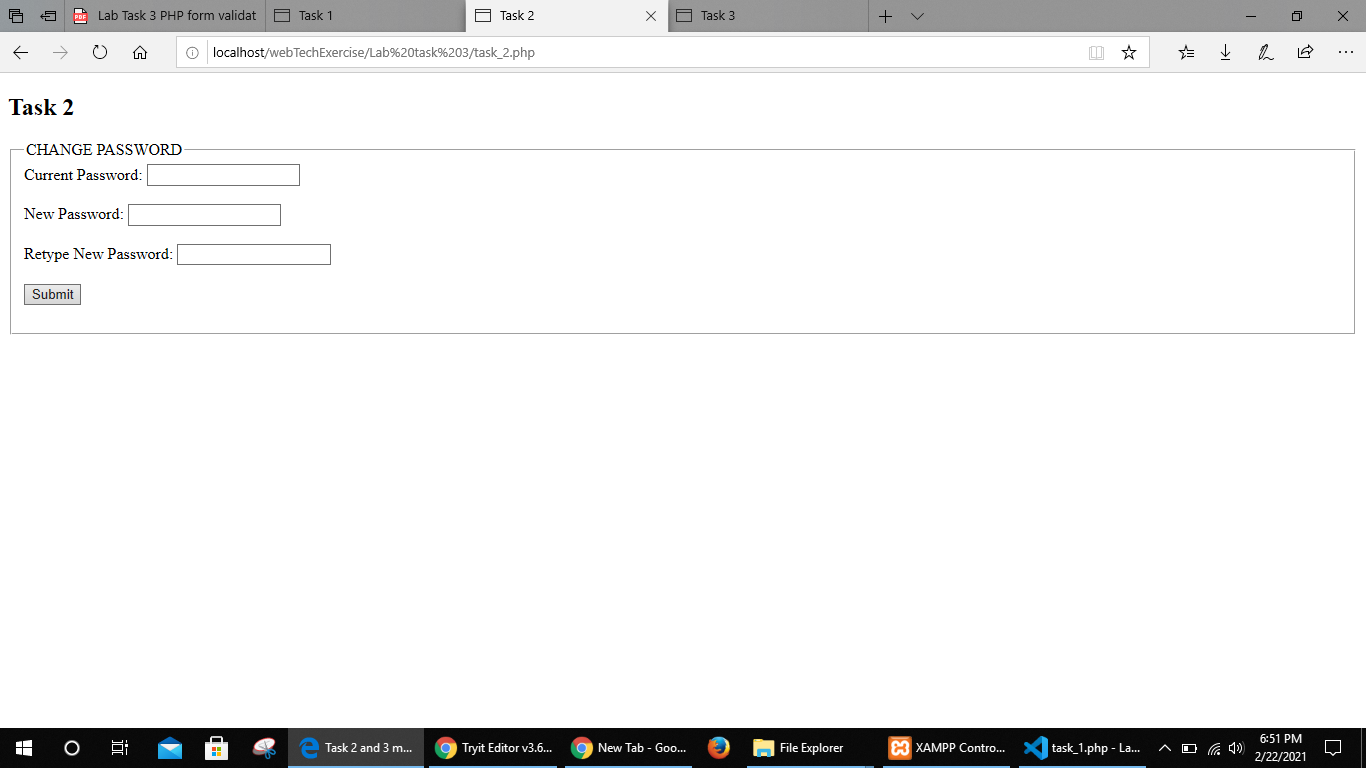 Lab Task 3 PHP form validat
Task 1
Task 2
Task 3
localhost/webTechExercise/Lab%20task%203/task_2.php
Task 2
CHANGE PASSWORD
Current Password:
New Password:
Retype New Password:
Submit
Task 2 and 3 m...
Tryit Editor v3.6...
New Tab - Goo...
File Explorer
XAMPP Contro...
task_1.php - La...
6:51 PM
2/22/2021